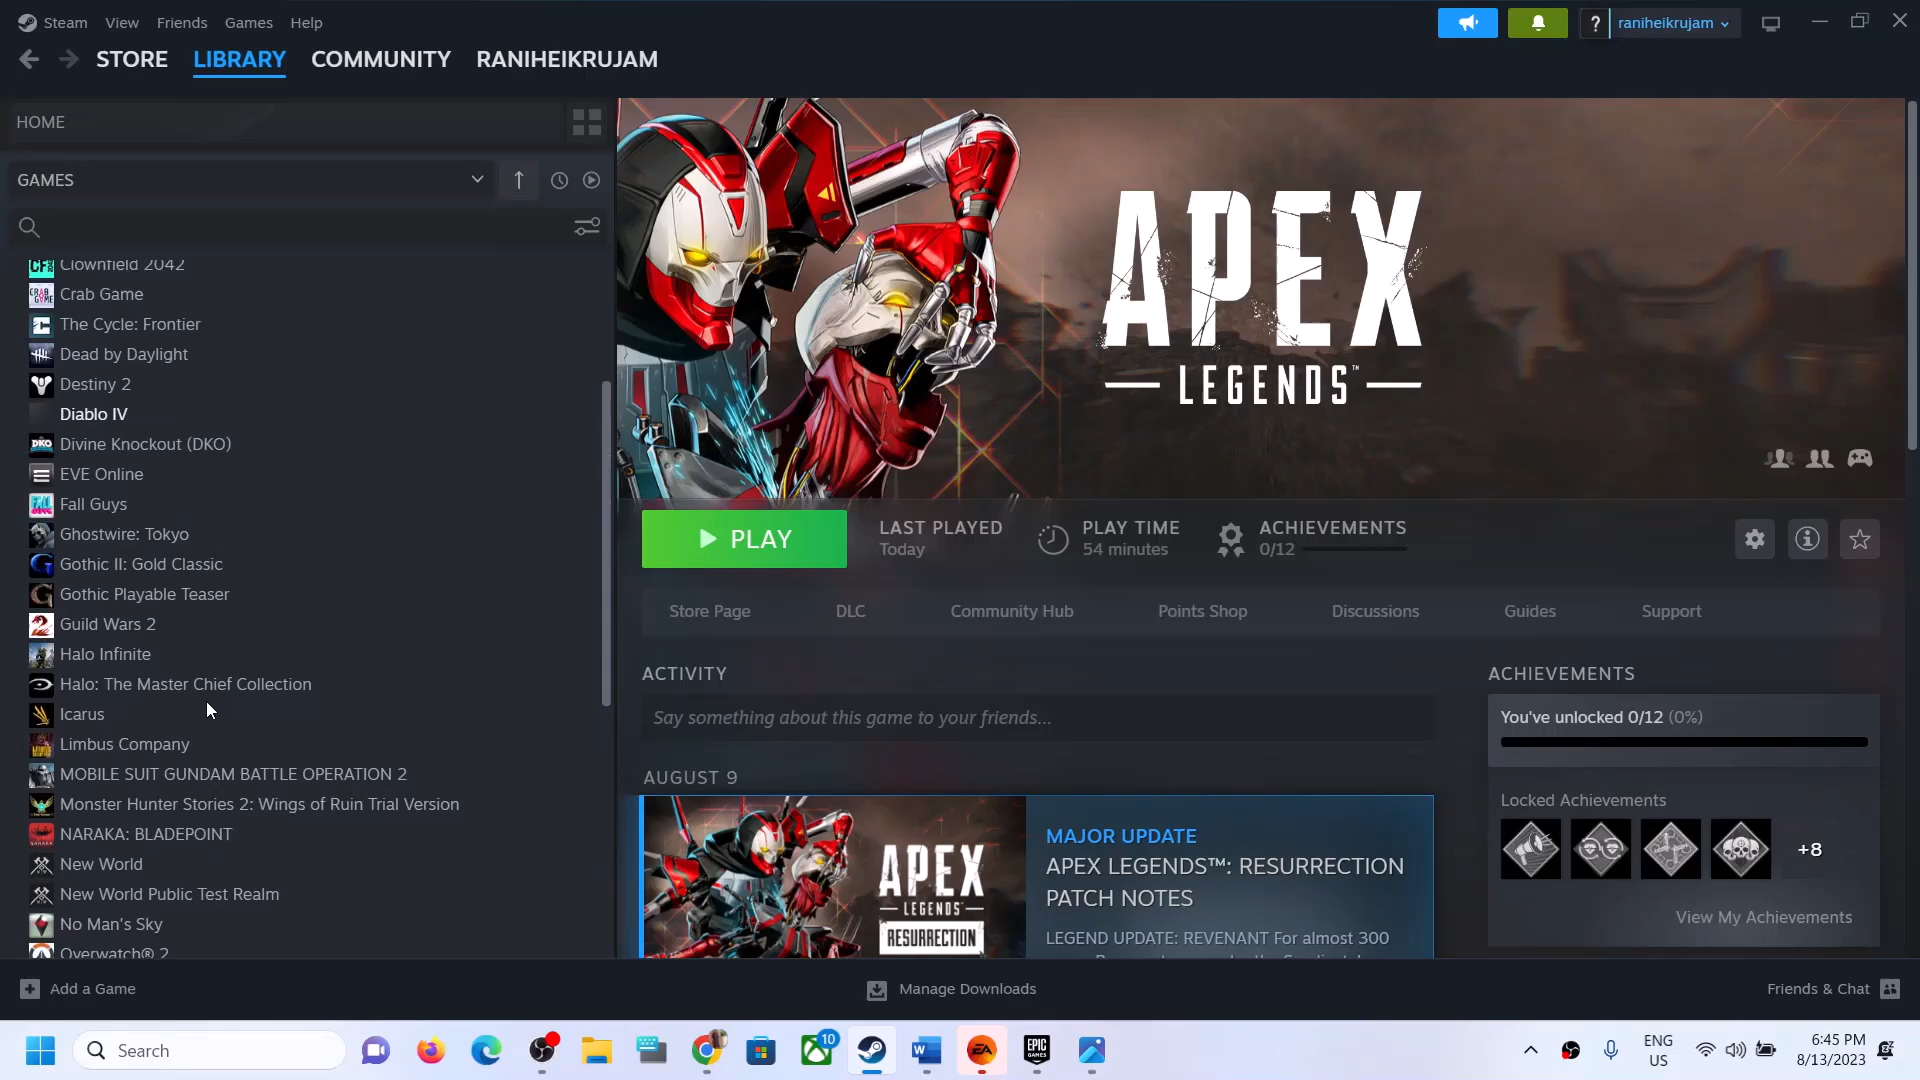 Steam View Friends Games Help
? raniheikrujam
STORE LIBRARY COMMUNITY RANIHEIKRUJAM
HOME
GAMES
Clownfield 2042
Crab Game
The Cycle: Frontier
Dead by Daylight
Destiny 2
Diablo IV
Divine Knockout (DKO)
EVE Online
Fall Guys
Ghostwire: Tokyo
Gothic II: Gold Classic
Gothic Playable Teaser
Guild Wars 2
Halo Infinite
Halo: The Master Chief Collection
Icarus
Limbus Company
MOBILE SUIT GUNDAM BATTLE OPERATION 2
Monster Hunter Stories 2: Wings of Ruin Trial Version
NARAKA: BLADEPOINT
New World
New World Public Test Realm
No Man's Sky
Overwatch® 2
APEX
LEGENDS™
PLAY
LAST PLAYED
Today
PLAY TIME
54 minutes
ACHIEVEMENTS
0/12
Store Page DLC Community Hub Points Shop Discussions Guides Support
ACTIVITY
Say something about this game to your friends...
AUGUST 9
APEX
LEGENDS
RESURRECTION
MAJOR UPDATE
APEX LEGENDS™: RESURRECTION
PATCH NOTES
LEGEND UPDATE: REVENANT For almost 300
ACHIEVEMENTS
You've unlocked 0/12 (0%)
Locked Achievements
+8
View My Achievements
Add a Game
Manage Downloads
Friends & Chat
Search
10
W
EA
EPIC
GAMES
ENG
US
6:45 PM
8/13/2023